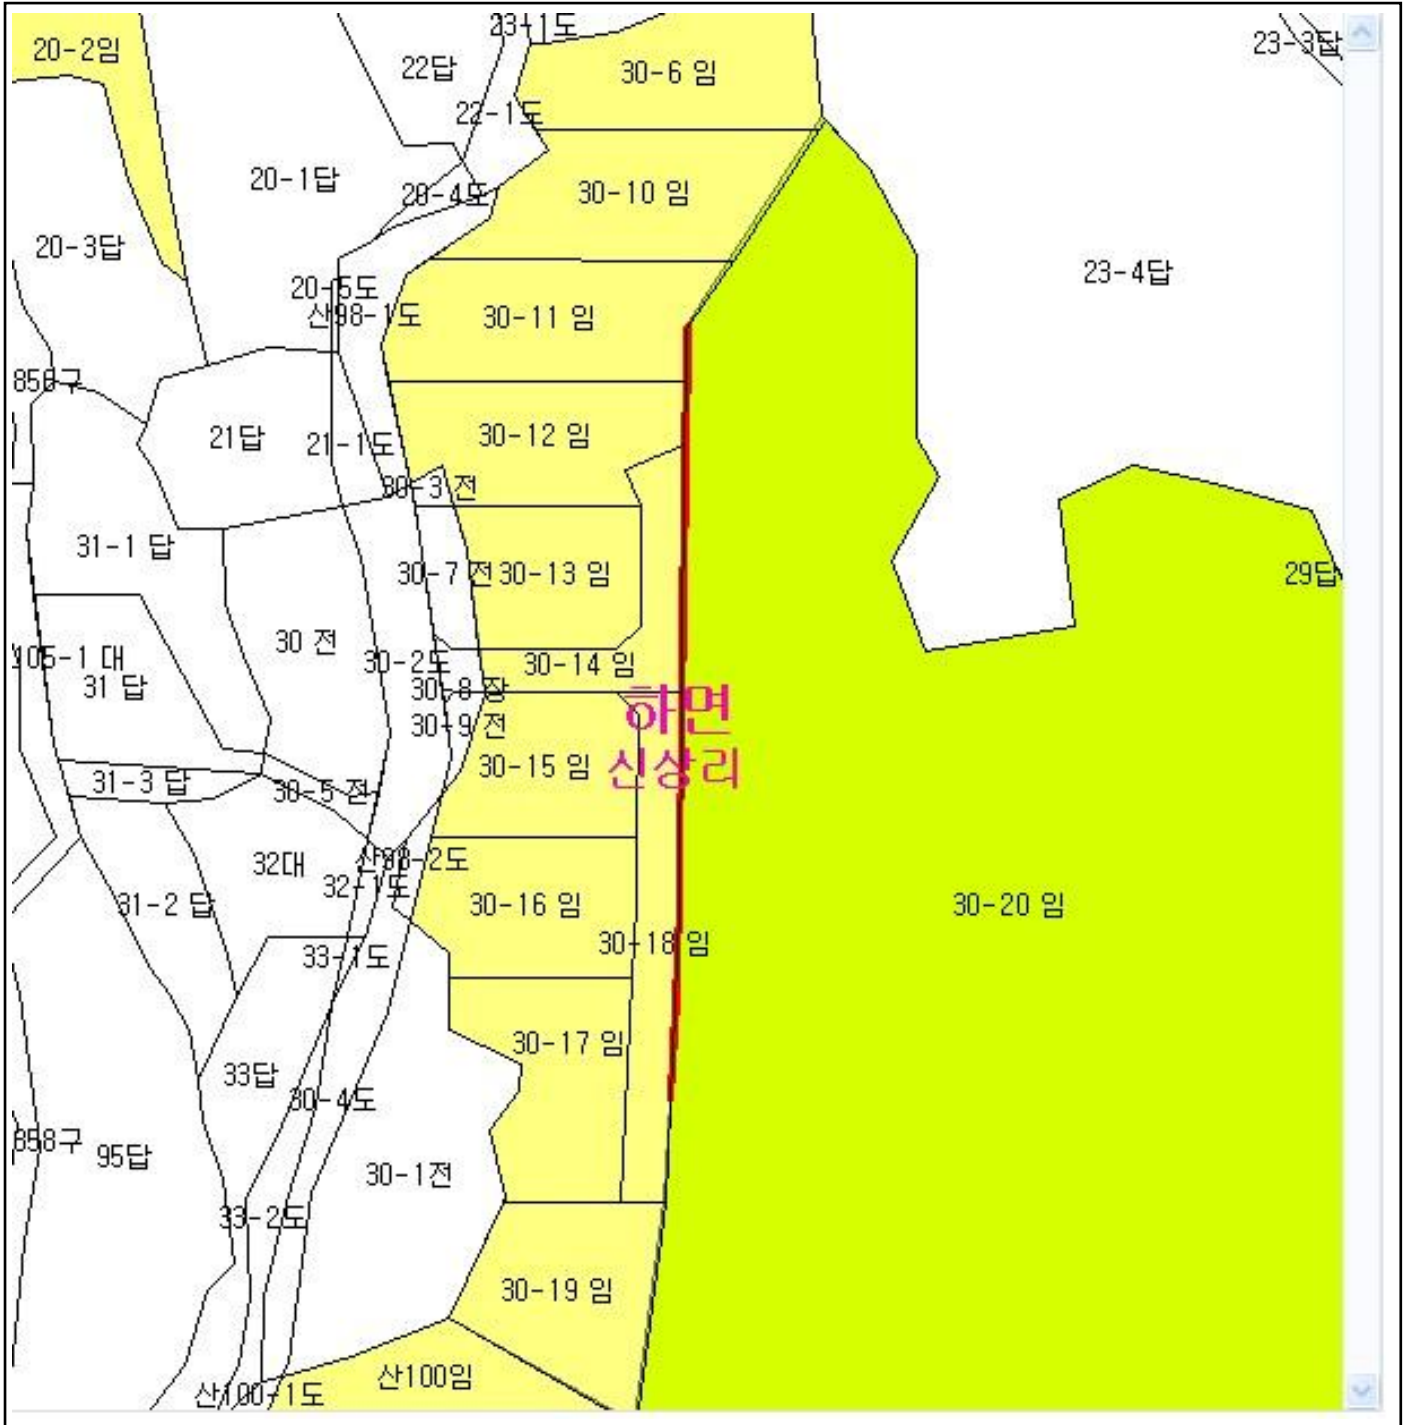 23-1도
23-3답
20-2임
22답
30-6 임
22-1도
20-1답
20-4도
30-10 임
20-3답
23-4답
20-5도
산98-1도
30-11 임
858구
21답
21-1도
30-12 임
30-3 전
31-1 답
30-7 전
30-13 임
29답
30 전
105-1 대
30-2도
30-14 임
31 답
30-8 장
하면
30-9 전
30-15 임
신상리
31-3 답
30-5 전
32대
산98-2도
32-1도
31-2 답
30-16 임
30-20 임
33-1도
30-18 임
30-17 임
33답
30-4도
858구
95답
30-1전
33-2도
30-19 임
산100임
산100-1도